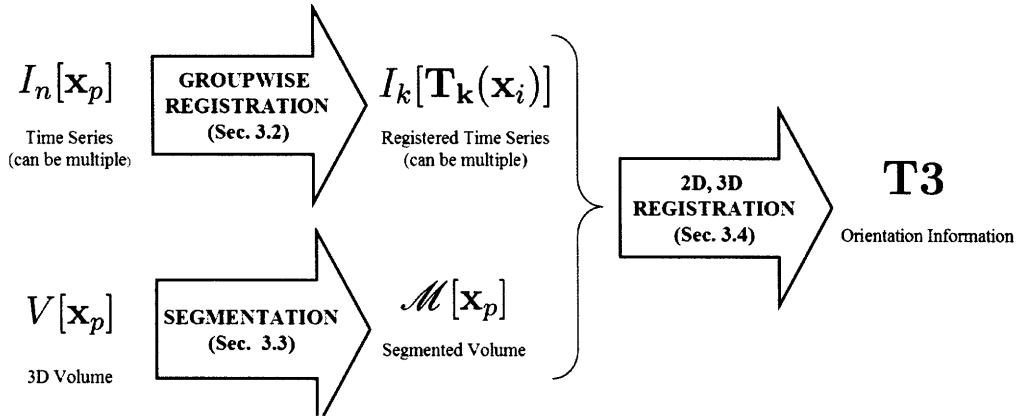 I_n[x_p]
Time Series
(can be multiple)
GROUPWISE
REGISTRATION
(Sec. 3.2)
I_k[T_k(x_i)]
Registered Time Series
(can be multiple)
V[x_p]
3D Volume
SEGMENTATION
(Sec. 3.3)
ℳ[x_p]
Segmented Volume
2D, 3D
REGISTRATION
(Sec. 3.4)
T3
Orientation Information